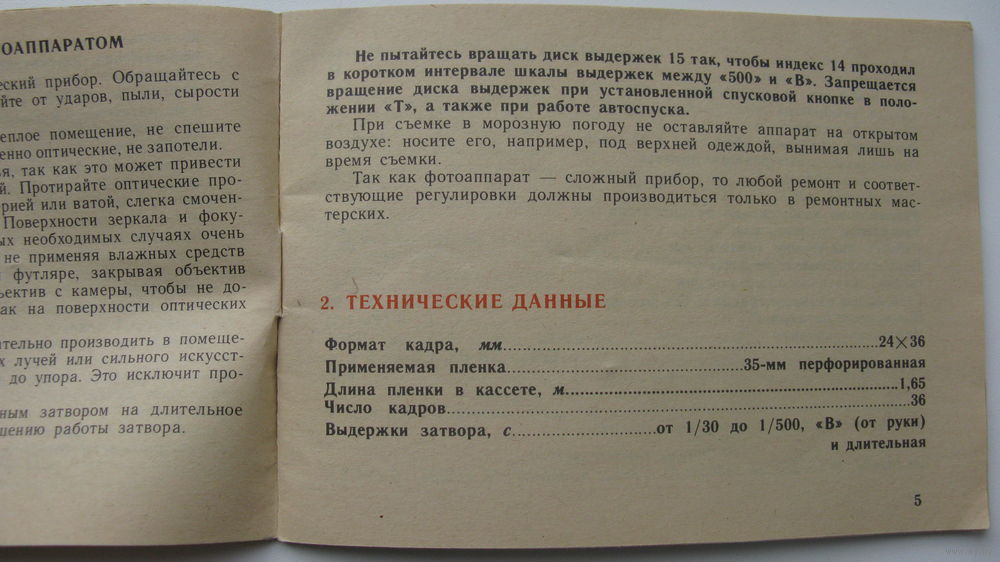 ОАППАРАТОМ
еский прибор. Обращайтесь с
йте от ударов, пыли, сырости
еплое помещение, не спешите
енно оптические, не запотели.
я, так как это может привести
й. Протирайте оптические про-
рией или ватой, слегка смочен-
Поверхности зеркала и фоку-
ых необходимых случаях очень
не применяя влажных средств
футляре, закрывая объектив
ъектив с камеры, чтобы не до-
ак на поверхности оптических
ательно производить в помеще-
х лучей или сильного искусст-
до упора. Это исключит про-
ным затвором на длительное
шению работы затвора.
Не пытайтесь вращать диск выдержек 15 так, чтобы индекс 14 проходил
в коротком интервале шкалы выдержек между «500» и «В». Запрещается
вращение диска выдержек при установленной спусковой кнопке в поло-
жении «Т», а также при работе автоспуска.
При съемке в морозную погоду не оставляйте аппарат на открытом
воздухе: носите его, например, под верхней одеждой, вынимая лишь на
время съемки.
Так как фотоаппарат — сложный прибор, то любой ремонт и соответ-
ствующие регулировки должны производиться только в ремонтных мас-
терских.
2. ТЕХНИЧЕСКИЕ ДАННЫЕ
Формат кадра, мм...24×36
Применяемая пленка...35-мм перфорированная
Длина пленки в кассете, м...1,65
Число кадров...36
Выдержки затвора, с...от 1/30 до 1/500, «В» (от руки)
и длительная
5